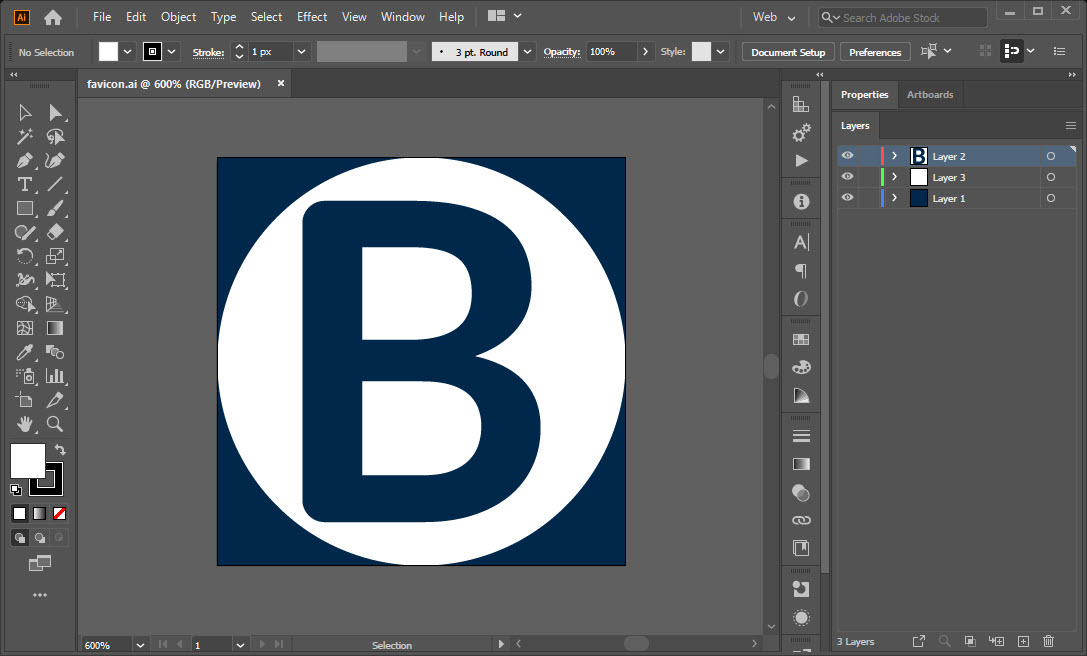 Ai File Edit Object Type Select Effect View Window Help Web Search Adobe Stock
No Selection Stroke: 1 px 3 pt. Round Opacity: 100% Style: Document Setup Preferences
favicon.ai @ 600% (RGB/Preview)
Properties Artboards
Layers
Layer 2
Layer 3
Layer 1
B
3 Layers
600% 1 Selection